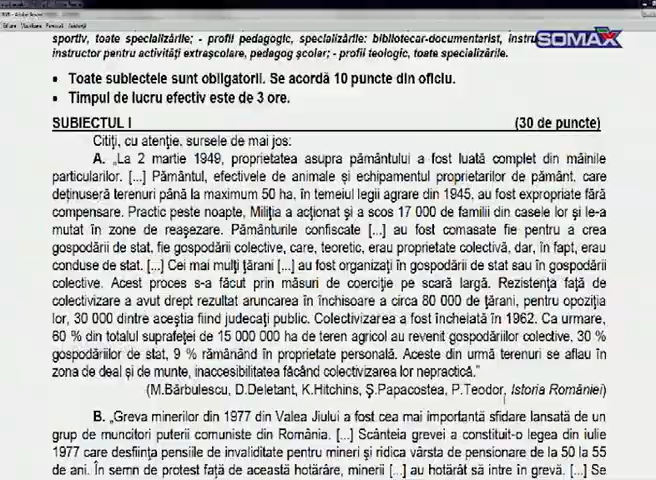 sportiv, toate specializările; - profil pedagogic, specializările: bibliotecar-documentarist, instru
SOMAX
instructor pentru activități extrașcolare, pedagog școlar; - profil teologic, toate specializările.
• Toate subiectele sunt obligatorii. Se acordă 10 puncte din oficiu.
• Timpul de lucru efectiv este de 3 ore.
SUBIECTUL I (30 de puncte)
Citiți, cu atenție, sursele de mai jos:
A. „La 2 martie 1949, proprietatea asupra pământului a fost luată complet din mâinile
particularilor. [...] Pământul, efectivele de animale și echipamentul proprietarilor de pământ, care
dețiinuseră terenuri până la maximum 50 ha, în temeiul legii agrare din 1945, au fost expropriate fără
compensare. Practic peste noapte, Miliția a acționat și a scos 17 000 de familii din casele lor și le-a
mutat în zone de reașezare. Pământurile confiscate [...] au fost comasate fie pentru a crea
gospodării de stat, fie gospodării colective, care, teoretic, erau proprietate colectivă, dar, în fapt, erau
conduse de stat. [...] Cei mai mulți țărani [...] au fost organizați în gospodării de stat sau în gospodării
colective. Acest proces s-a făcut prin măsuri de coerciție pe scară largă. Rezistența față de
colectivizare a avut drept rezultat aruncarea în închisoare a circa 80 000 de țărani, pentru opoziția
lor, 30 000 dintre aceștia fiind judecați public. Colectivizarea a fost încheiată în 1962. Ca urmare,
60 % din totalul suprafeței de 15 000 000 ha de teren agricol au revenit gospodăriilor colective, 30 %
gospodăriilor de stat, 9 % rămânând în proprietate personală. Aceste din urmă terenuri se aflau în
zona de deal și de munte, inaccesibilitatea făcând colectivizarea lor nepractică.”
(M.Bărbulescu, D.Deletant, K.Hitchins, Ș.Papacostea, P.Teodor, Istoria României)
B. „Greva minerilor din 1977 din Valea Jiului a fost cea mai importantă sfidare lansată de un
grup de muncitori puterii comuniste din România. [...] Scânteia grevei a constituit-o legea din iulie
1977 care desființa pensiile de invaliditate pentru mineri și ridica vârsta de pensionare de la 50 la 55
de ani. În semn de protest față de această hotărâre, minerii [...] au hotărât să intre în grevă. [...] Se